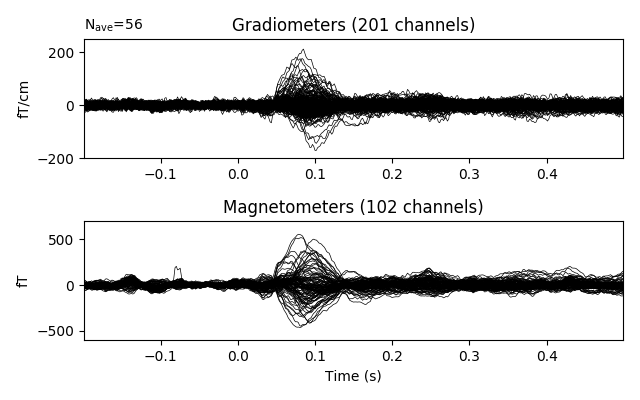 N_ave=56
Gradiometers (201 channels)
200
0
−200
fT/cm
−0.1 0.0 0.1 0.2 0.3 0.4
Magnetometers (102 channels)
500
0
−500
fT
−0.1 0.0 0.1 0.2 0.3 0.4
Time (s)